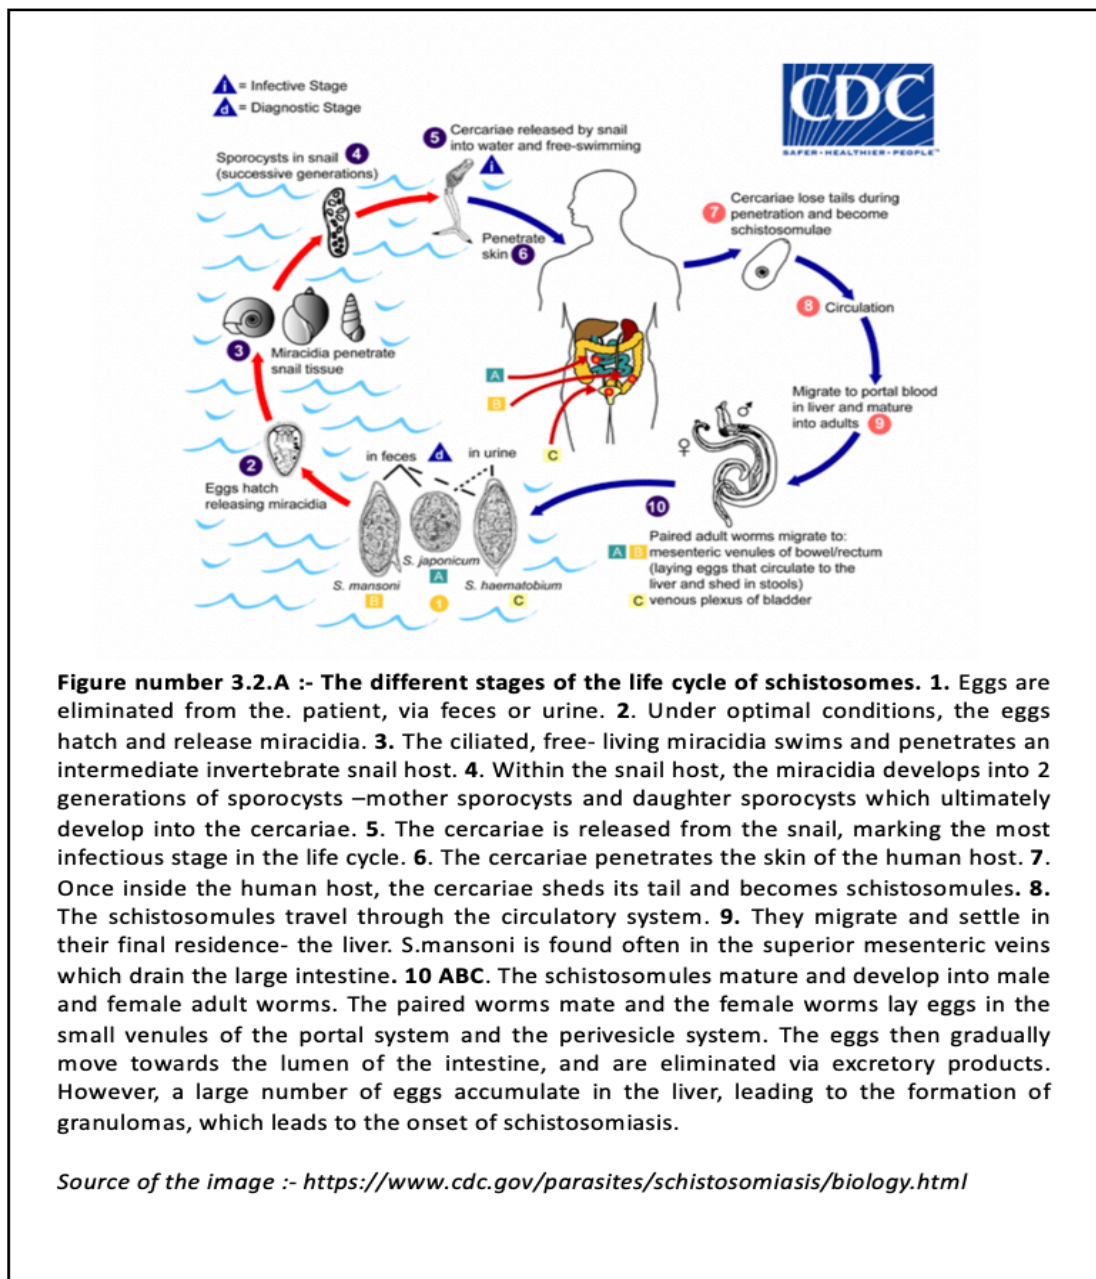 i = Infective Stage
d = Diagnostic Stage
CDC
SAFER•HEALTHIER•PEOPLE™
5 Cercariae released by snail
into water and free-swimming
i
Sporocysts in snail 4
(successive generations)
Penetrate
skin 6
7 Cercariae lose tails during
penetration and become
schistosomulae
8 Circulation
3 Miracidia penetrate
snail tissue
A
B
C
Migrate to portal blood
in liver and mature
into adults 9
♂
♀
2
Eggs hatch
releasing miracidia
in feces d in urine
10
S. mansoni
B
S. japonicum
A
1
S. haematobium
C
Paired adult worms migrate to:
A B mesenteric venules of bowel/rectum
(laying eggs that circulate to the
liver and shed in stools)
C venous plexus of bladder
Figure number 3.2.A :- The different stages of the life cycle of schistosomes. 1. Eggs are
eliminated from the. patient, via feces or urine. 2. Under optimal conditions, the eggs
hatch and release miracidia. 3. The ciliated, free- living miracidia swims and penetrates an
intermediate invertebrate snail host. 4. Within the snail host, the miracidia develops into 2
generations of sporocysts –mother sporocysts and daughter sporocysts which ultimately
develop into the cercariae. 5. The cercariae is released from the snail, marking the most
infectious stage in the life cycle. 6. The cercariae penetrates the skin of the human host. 7.
Once inside the human host, the cercariae sheds its tail and becomes schistosomules. 8.
The schistosomules travel through the circulatory system. 9. They migrate and settle in
their final residence- the liver. S.mansoni is found often in the superior mesenteric veins
which drain the large intestine. 10 ABC. The schistosomules mature and develop into male
and female adult worms. The paired worms mate and the female worms lay eggs in the
small venules of the portal system and the perivesicle system. The eggs then gradually
move towards the lumen of the intestine, and are eliminated via excretory products.
However, a large number of eggs accumulate in the liver, leading to the formation of
granulomas, which leads to the onset of schistosomiasis.
Source of the image :- https://www.cdc.gov/parasites/schistosomiasis/biology.html